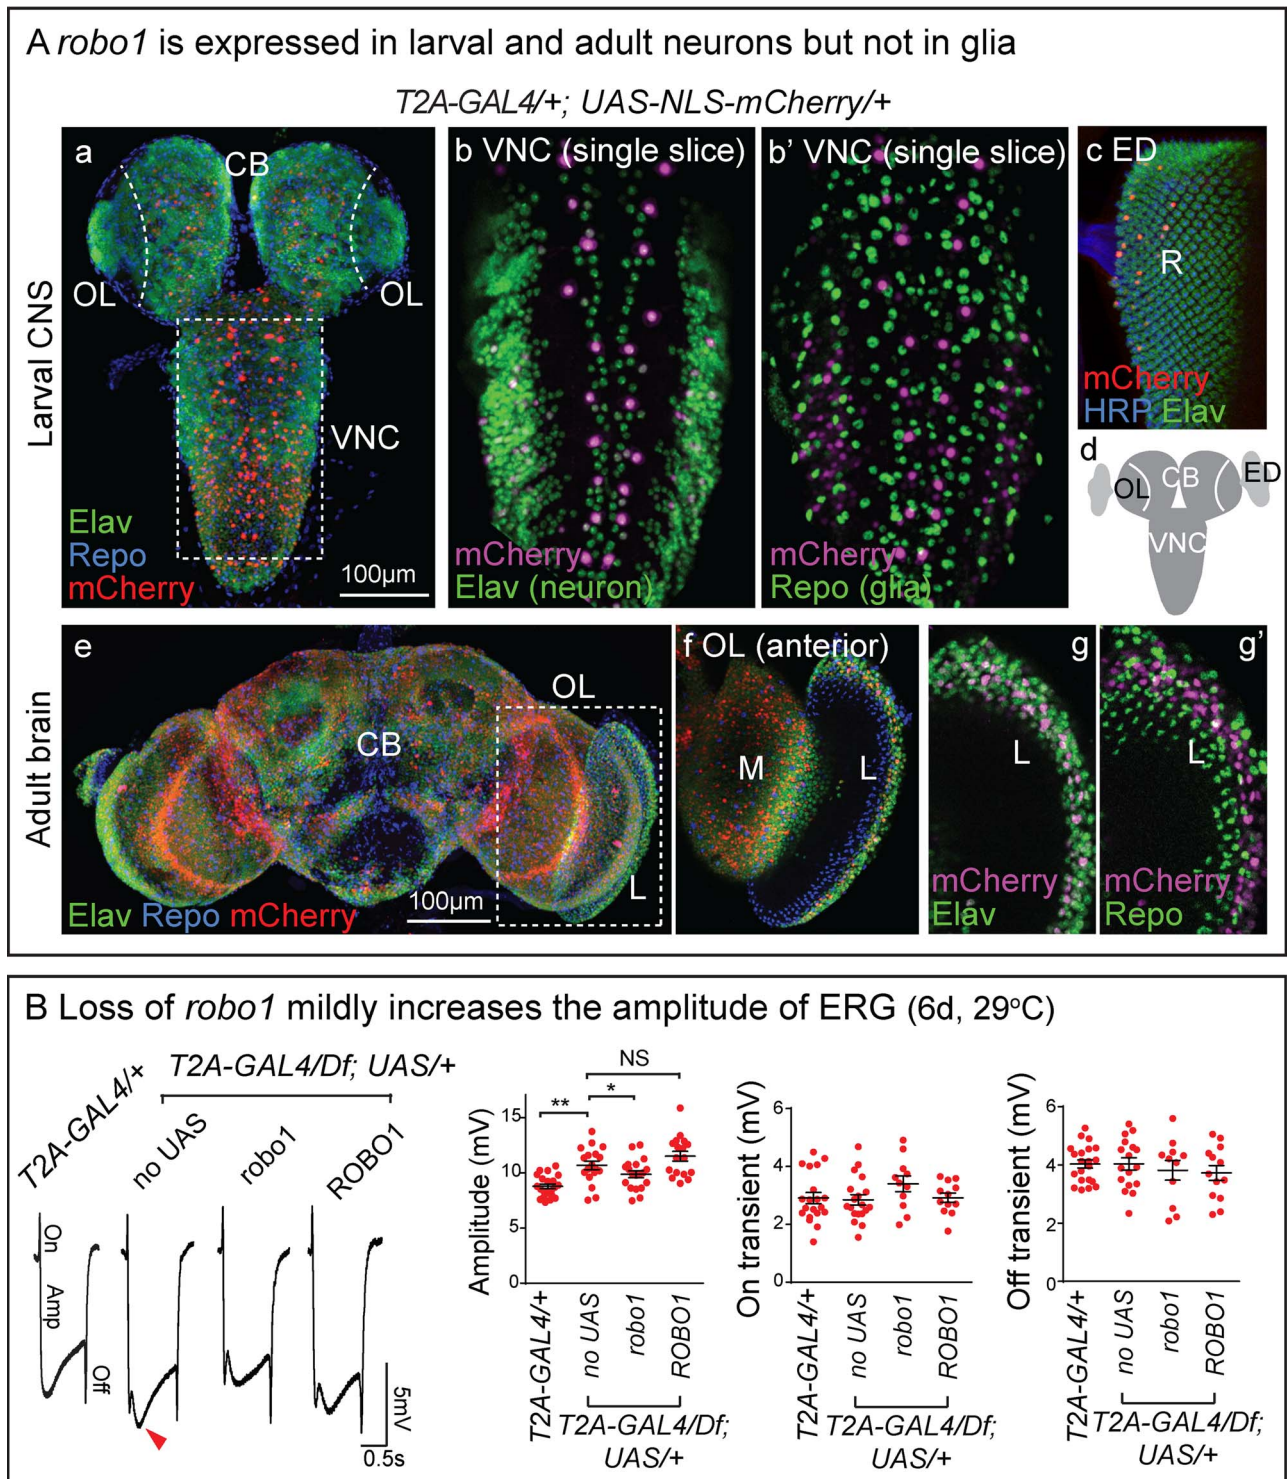 A robo1 is expressed in larval and adult neurons but not in glia
T2A-GAL4/+; UAS-NLS-mCherry/+
Larval CNS
a
CB
OL
OL
VNC
Elav
Repo
mCherry
100µm
b VNC (single slice)
mCherry
Elav (neuron)
b' VNC (single slice)
mCherry
Repo (glia)
c ED
R
mCherry
HRP Elav
d
OL
CB
ED
VNC
Adult brain
e
OL
CB
L
Elav Repo mCherry
100µm
f OL (anterior)
M
L
g
L
mCherry
Elav
g'
L
mCherry
Repo
B Loss of robo1 mildly increases the amplitude of ERG (6d, 29°C)
T2A-GAL4/+
T2A-GAL4/Df; UAS/+
no UAS
robo1
ROBO1
On
Amp
Off
5mV
0.5s
Amplitude (mV)
15
10
5
0
**
*
NS
T2A-GAL4/+
no UAS
robo1
ROBO1
T2A-GAL4/Df;
UAS/+
On transient (mV)
6
4
2
0
T2A-GAL4/+
no UAS
robo1
ROBO1
T2A-GAL4/Df;
UAS/+
Off transient (mV)
6
4
2
0
T2A-GAL4/+
no UAS
robo1
ROBO1
T2A-GAL4/Df;
UAS/+